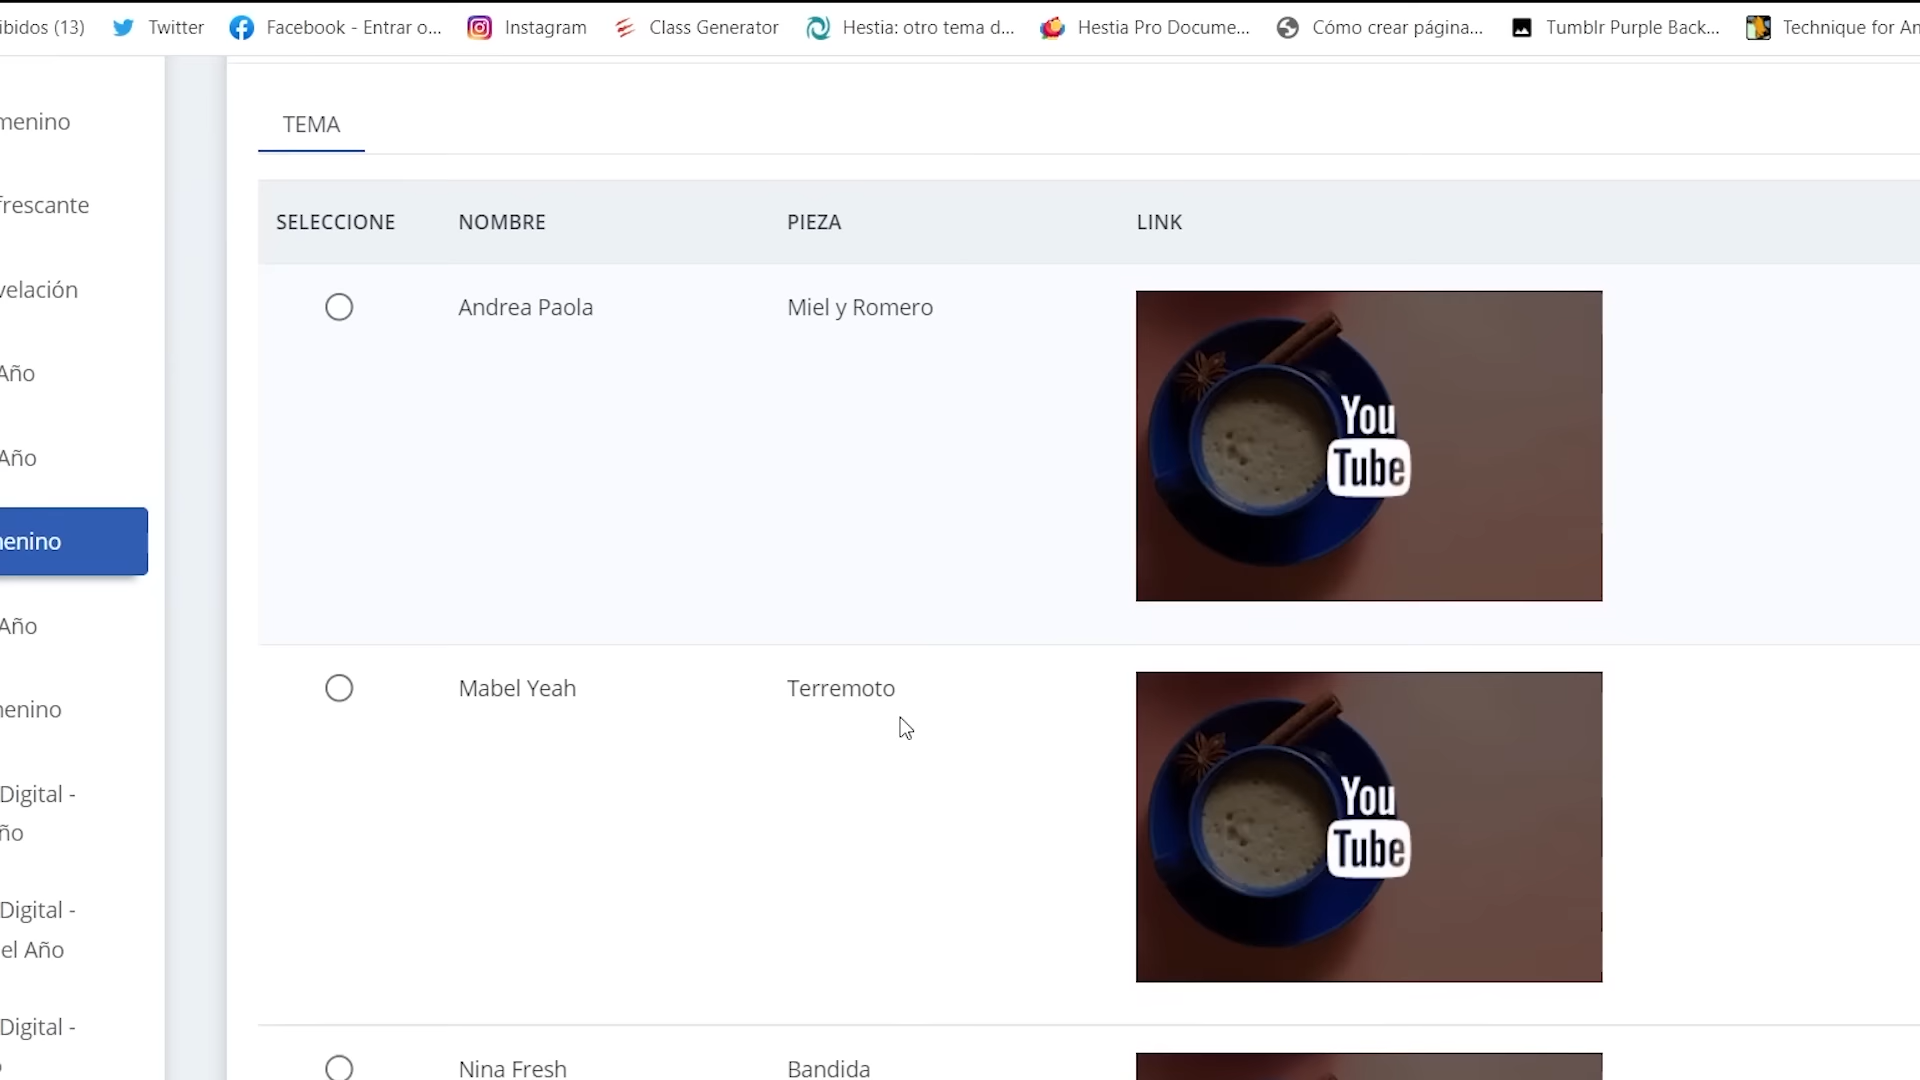 ibidos (13) Twitter Facebook - Entrar o... Instagram Class Generator Hestia: otro tema d... Hestia Pro Docume... Cómo crear página... Tumblr Purple Back... Technique for An
menino
frescante
velación
Año
Año
nenino
Año
nenino
Digital -
ño
Digital -
el Año
Digital -
TEMA
SELECCIONE NOMBRE PIEZA LINK
Andrea Paola Miel y Romero
You
Tube
Mabel Yeah Terremoto
You
Tube
Nina Fresh Bandida